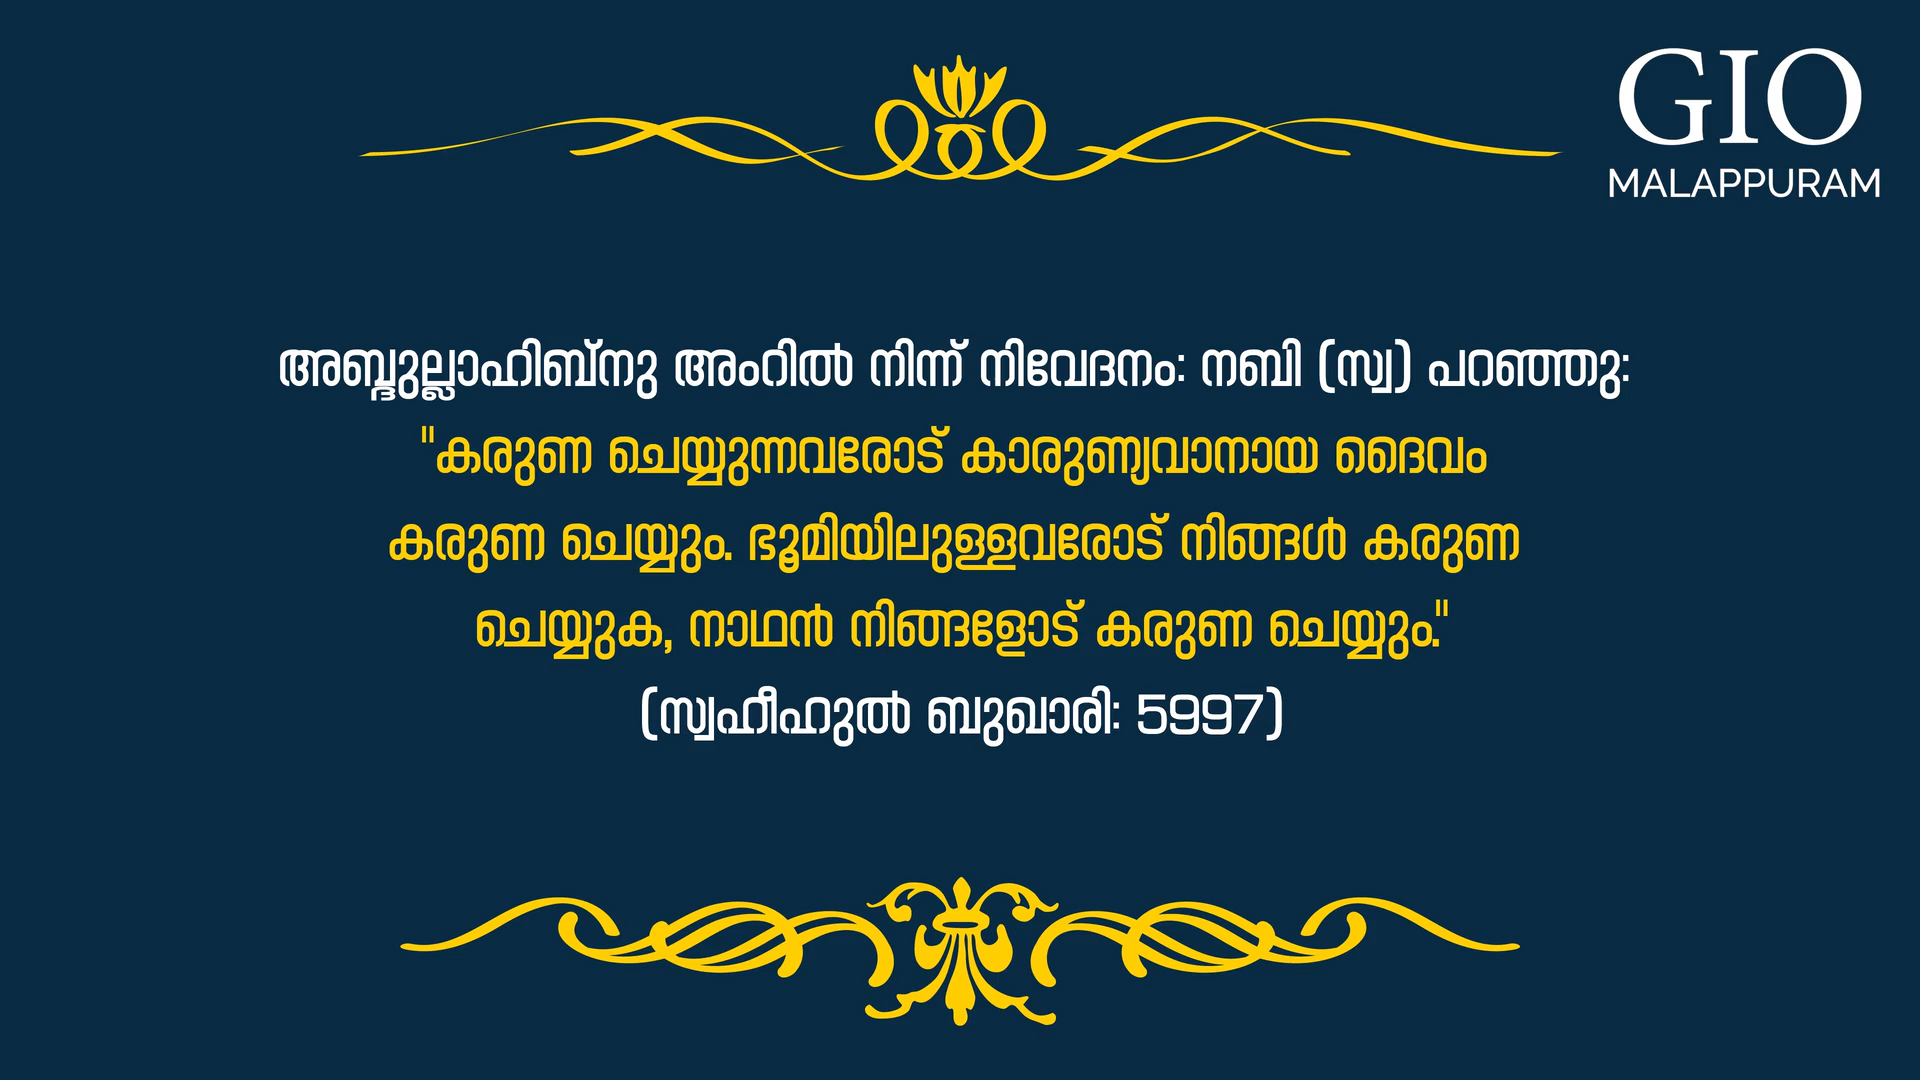 GIO
MALAPPURAM
അബ്ദുല്ലാഹിബ്നു അംറിൽ നിന്ന് നിവേദനം: നബി (സ്വ) പറഞ്ഞു:
"കരുണ ചെയ്യുന്നവരോട് കാരുണ്യവാനായ ദൈവം
കരുണ ചെയ്യും. ഭൂമിയിലുള്ളവരോട് നിങ്ങൾ കരുണ
ചെയ്യുക, നാഥൻ നിങ്ങളോട് കരുണ ചെയ്യും."
(സ്വഹീഹുൽ ബുഖാരി: 5997)